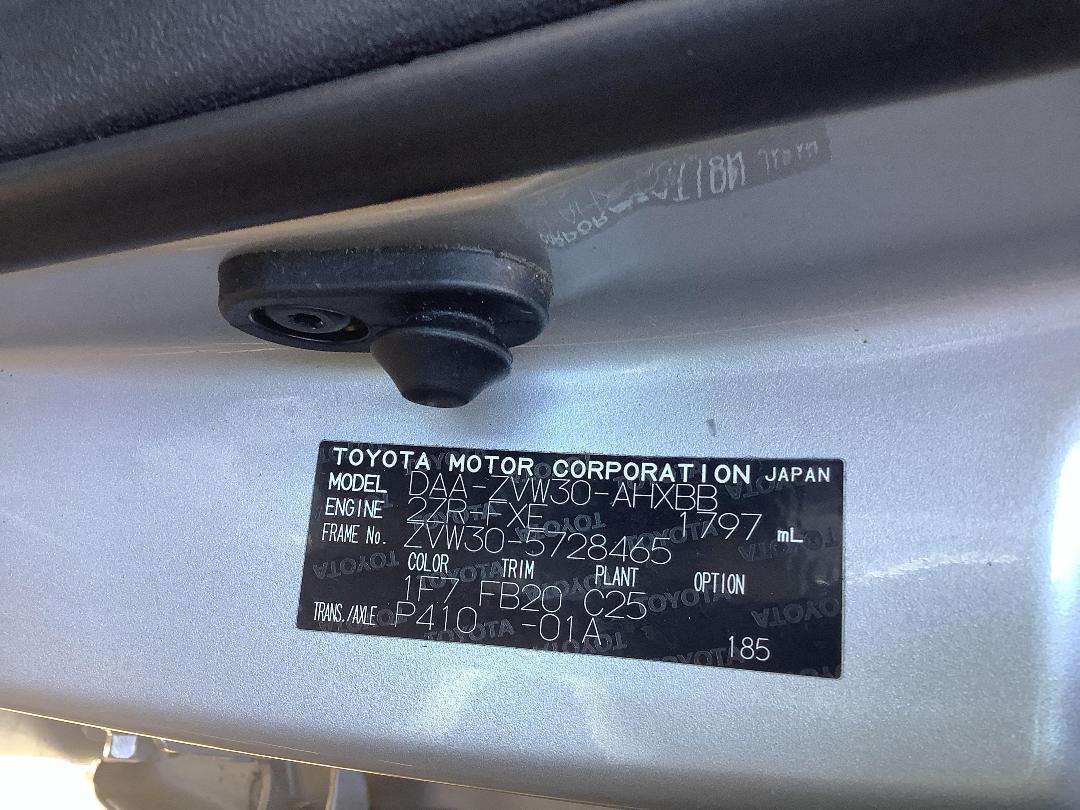 TOYOTA MOTOR CORPORATION JAPAN
MODEL DAA-ZVW30-AHXBB
ENGINE 2ZR-FXE 1797 mL
FRAME No. ZVW30-5728465
COLOR TRIM PLANT OPTION
1F7 FB20 C25
TRANS./AXLE P410 -01A
185